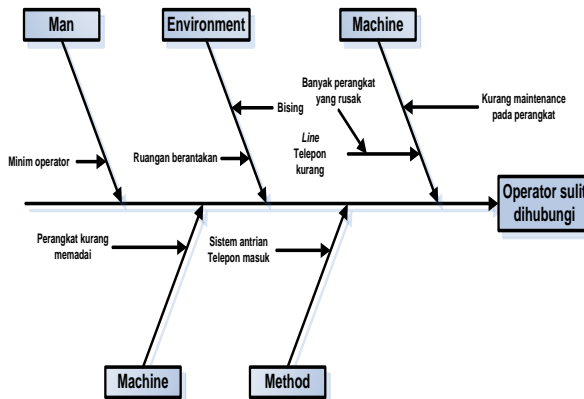 Man
Environment
Machine
Banyak perangkat
yang rusak
Bising
Kurang maintenance
pada perangkat
Line
Telepon
kurang
Minim operator
Ruangan berantakan
Operator sulit
dihubungi
Perangkat kurang
memadai
Sistem antrian
Telepon masuk
Machine
Method